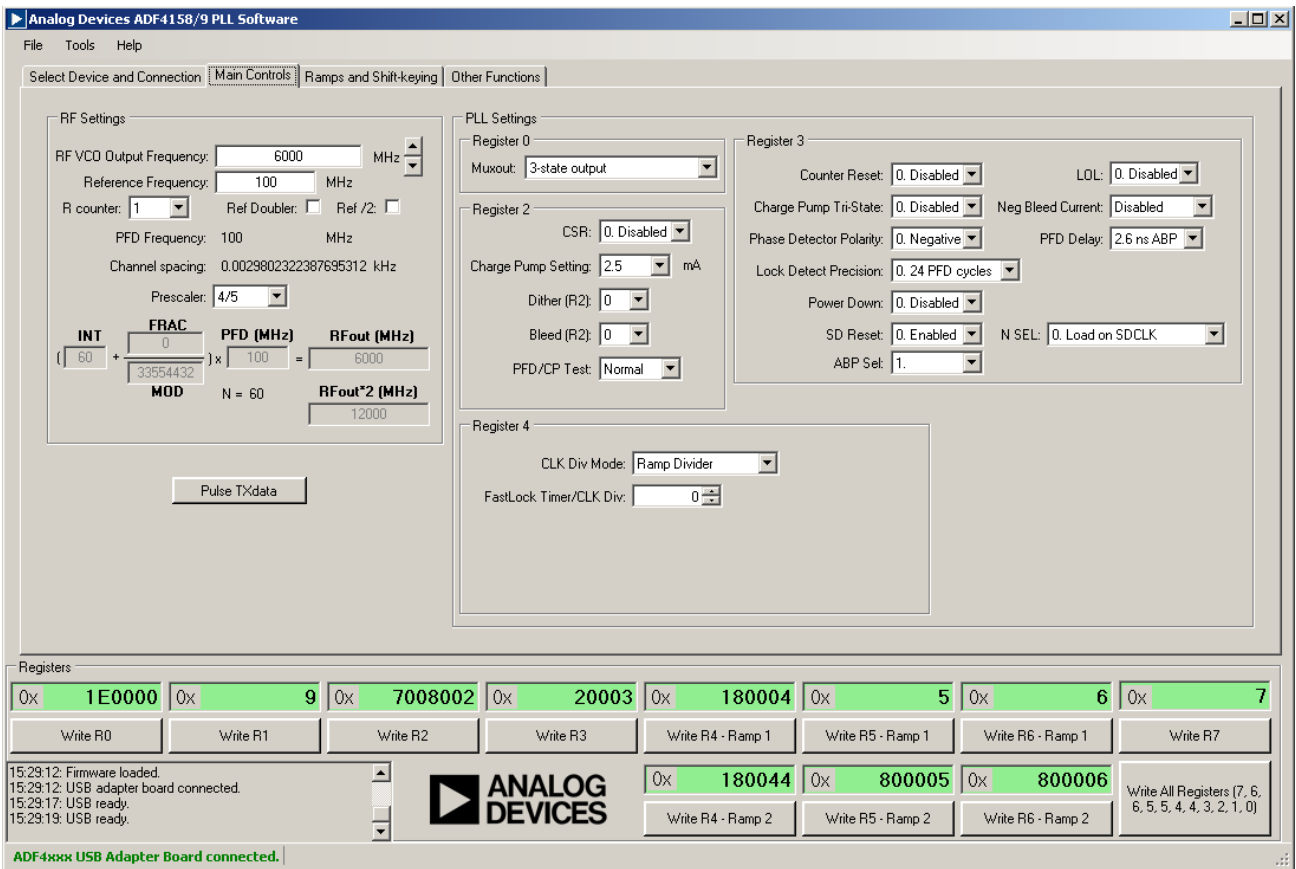 Analog Devices ADF4158/9 PLL Software
File Tools Help
Select Device and Connection Main Controls Ramps and Shift-keying Other Functions
RF Settings
RF VCO Output Frequency: 6000 MHz
Reference Frequency: 100 MHz
R counter: 1 Ref Doubler: Ref /2:
PFD Frequency: 100 MHz
Channel spacing: 0.0029802322387695312 kHz
Prescaler: 4/5
INT FRAC PFD (MHz) RFout (MHz)
( 60 + 0 ) x 100 = 6000
33554432
MOD N = 60 RFout*2 (MHz)
12000
Pulse TXdata
PLL Settings
Register 0
Muxout: 3-state output
Register 2
CSR: 0. Disabled
Charge Pump Setting: 2.5 mA
Dither (R2): 0
Bleed (R2): 0
PFD/CP Test: Normal
Register 3
Counter Reset: 0. Disabled LOL: 0. Disabled
Charge Pump Tri-State: 0. Disabled Neg Bleed Current: Disabled
Phase Detector Polarity: 0. Negative PFD Delay: 2.6 ns ABP
Lock Detect Precision: 0. 24 PFD cycles
Power Down: 0. Disabled
SD Reset: 0. Enabled N SEL: 0. Load on SDCLK
ABP Sel: 1.
Register 4
CLK Div Mode: Ramp Divider
FastLock Timer/CLK Div: 0
Registers
0x 1E0000 0x 9 0x 7008002 0x 20003 0x 180004 0x 5 0x 6 0x 7
Write R0 Write R1 Write R2 Write R3 Write R4 - Ramp 1 Write R5 - Ramp 1 Write R6 - Ramp 1 Write R7
15:29:12: Firmware loaded.
15:29:12: USB adapter board connected.
15:29:17: USB ready.
15:29:19: USB ready.
ANALOG
DEVICES
0x 180044 0x 800005 0x 800006
Write R4 - Ramp 2 Write R5 - Ramp 2 Write R6 - Ramp 2
Write All Registers (7, 6,
6, 5, 5, 4, 4, 3, 2, 1, 0)
ADF4xxx USB Adapter Board connected.